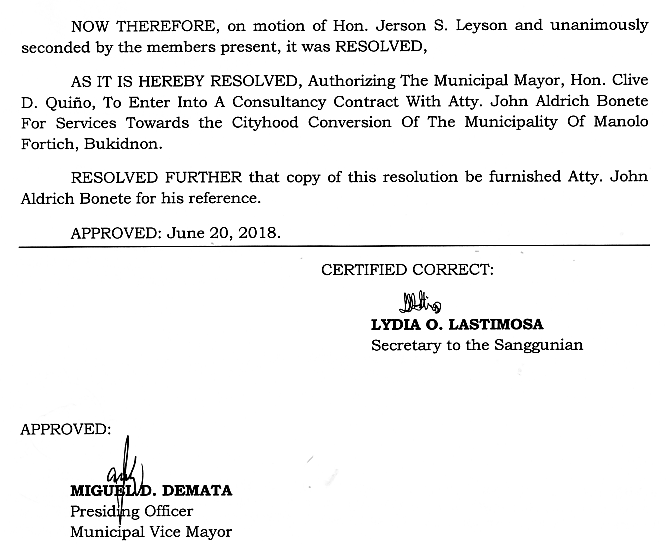 NOW THEREFORE, on motion of Hon. Jerson S. Leyson and unanimously
seconded by the members present, it was RESOLVED,
AS IT IS HEREBY RESOLVED, Authorizing The Municipal Mayor, Hon. Clive
D. Quiño, To Enter Into A Consultancy Contract With Atty. John Aldrich Bonete
For Services Towards the Cityhood Conversion Of The Municipality Of Manolo
Fortich, Bukidnon.
RESOLVED FURTHER that copy of this resolution be furnished Atty. John
Aldrich Bonete for his reference.
APPROVED: June 20, 2018.
CERTIFIED CORRECT:
LYDIA O. LASTIMOSA
Secretary to the Sanggunian
APPROVED:
MIGUEL D. DEMATA
Presiding Officer
Municipal Vice Mayor